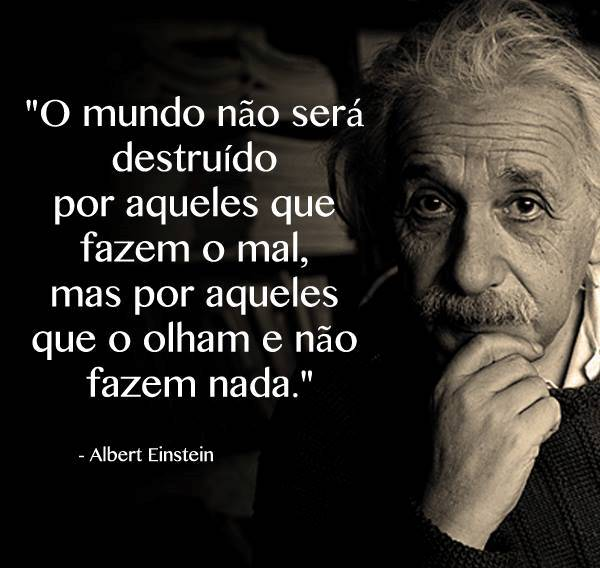 "O mundo não será
destruído
por aqueles que
fazem o mal,
mas por aqueles
que o olham e não
fazem nada."
- Albert Einstein